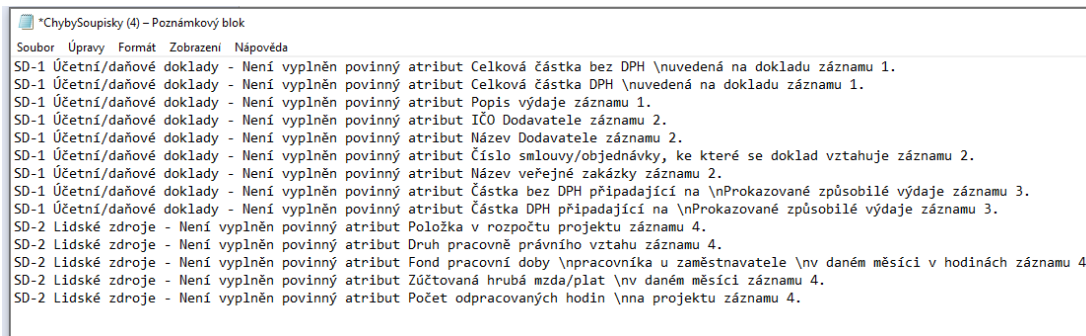 *ChybySoupisky (4) – Poznámkový blok
Soubor Úpravy Formát Zobrazení Nápověda
SD-1 Účetní/daňové doklady - Není vyplněn povinný atribut Celková částka bez DPH \nuvedená na dokladu záznamu 1.
SD-1 Účetní/daňové doklady - Není vyplněn povinný atribut Celková částka DPH \nuvedená na dokladu záznamu 1.
SD-1 Účetní/daňové doklady - Není vyplněn povinný atribut Popis výdaje záznamu 1.
SD-1 Účetní/daňové doklady - Není vyplněn povinný atribut IČO Dodavatele záznamu 2.
SD-1 Účetní/daňové doklady - Není vyplněn povinný atribut Název Dodavatele záznamu 2.
SD-1 Účetní/daňové doklady - Není vyplněn povinný atribut Číslo smlouvy/objednávky, ke které se doklad vztahuje záznamu 2.
SD-1 Účetní/daňové doklady - Není vyplněn povinný atribut Název veřejné zakázky záznamu 2.
SD-1 Účetní/daňové doklady - Není vyplněn povinný atribut Částka bez DPH připadající na \nProkazované způsobilé výdaje záznamu 3.
SD-1 Účetní/daňové doklady - Není vyplněn povinný atribut Částka DPH připadající na \nProkazované způsobilé výdaje záznamu 3.
SD-2 Lidské zdroje - Není vyplněn povinný atribut Položka v rozpočtu projektu záznamu 4.
SD-2 Lidské zdroje - Není vyplněn povinný atribut Druh pracovně právního vztahu záznamu 4.
SD-2 Lidské zdroje - Není vyplněn povinný atribut Fond pracovní doby \npracovníka u zaměstnavatele \nv daném měsíci v hodinách záznamu 4
SD-2 Lidské zdroje - Není vyplněn povinný atribut Zúčtovaná hrubá mzda/plat \nv daném měsíci záznamu 4.
SD-2 Lidské zdroje - Není vyplněn povinný atribut Počet odpracovaných hodin \nna projektu záznamu 4.